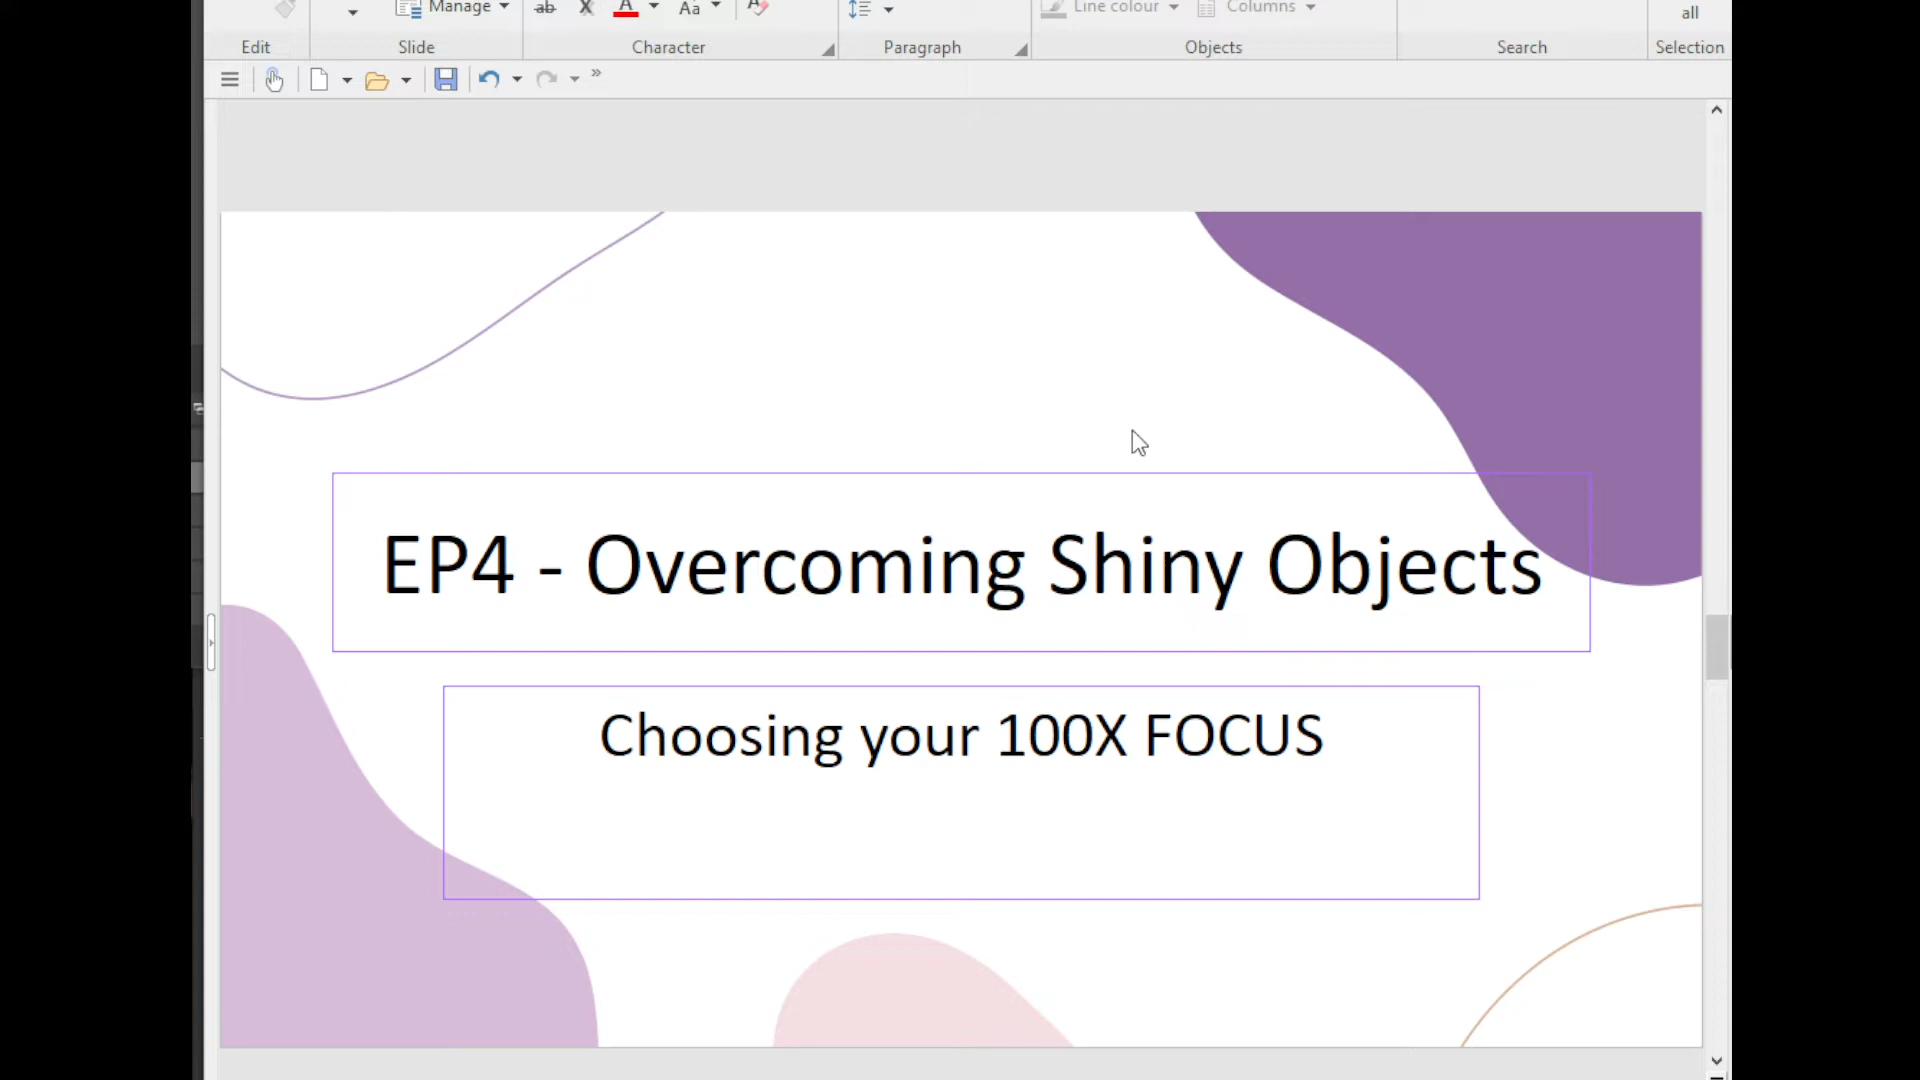 Manage ab X A Aa Line colour Columns all
Edit Slide Character Paragraph Objects Search Selection
EP4 - Overcoming Shiny Objects
Choosing your 100X FOCUS